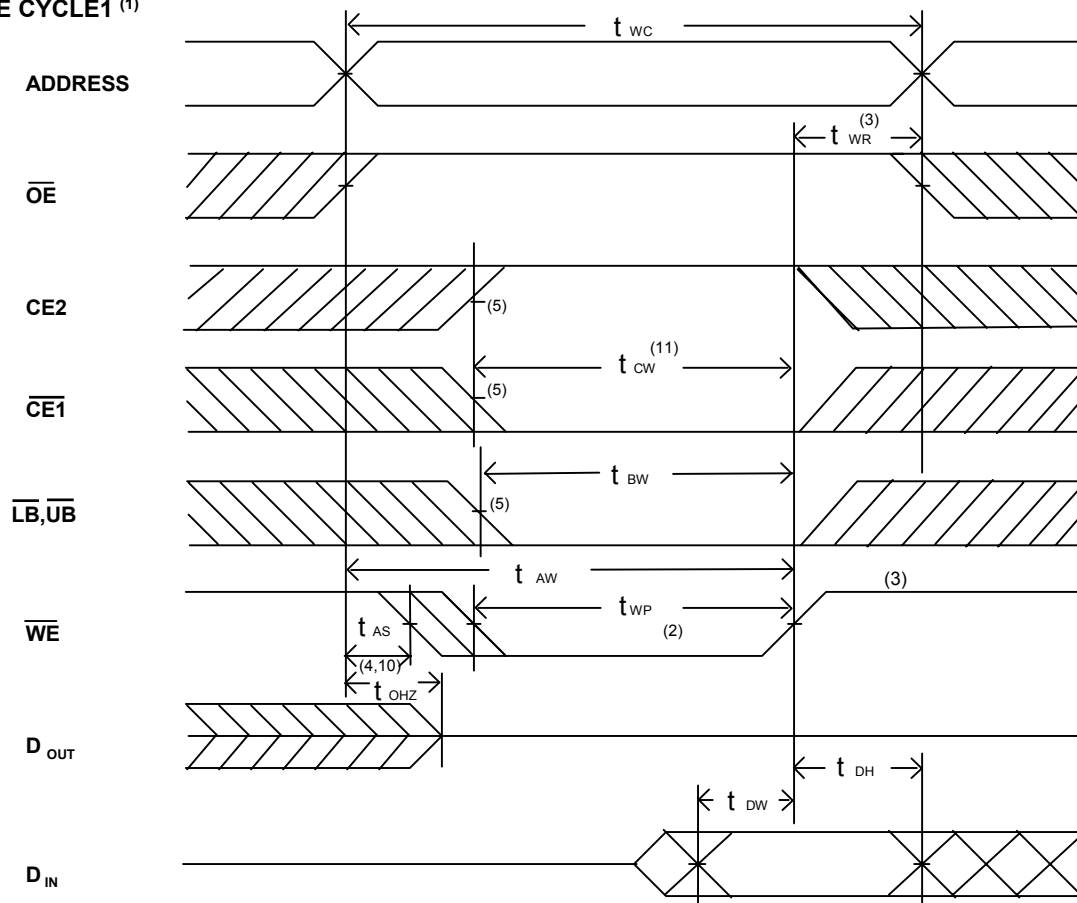 E CYCLE1 (1)
t WC
ADDRESS
t WR (3)
OE
CE2
(5)
t CW (11)
CE1
(5)
t BW
LB,UB
(5)
t AW
(3)
t WP
(2)
WE
t AS
(4,10)
t OHZ
D OUT
t DH
t DW
D IN